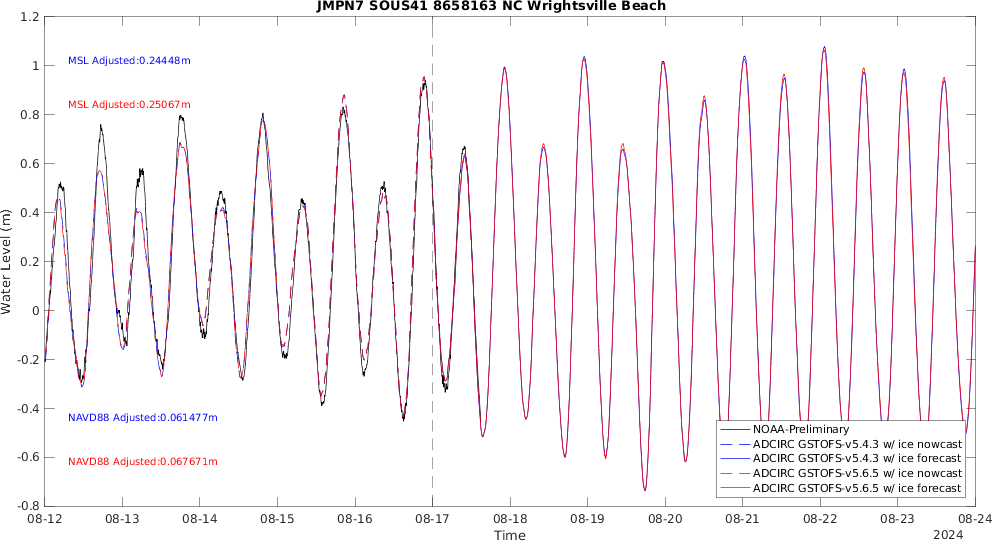 JMPN7 SOUS41 8658163 NC Wrightsville Beach
1.2
1
0.8
0.6
0.4
0.2
0
-0.2
-0.4
-0.6
-0.8
Water Level (m)
MSL Adjusted:0.24448m
MSL Adjusted:0.25067m
NAVD88 Adjusted:0.061477m
NAVD88 Adjusted:0.067671m
NOAA-Preliminary
ADCIRC GSTOFS-v5.4.3 w/ ice nowcast
ADCIRC GSTOFS-v5.4.3 w/ ice forecast
ADCIRC GSTOFS-v5.6.5 w/ ice nowcast
ADCIRC GSTOFS-v5.6.5 w/ ice forecast
08-12 08-13 08-14 08-15 08-16 08-17 08-18 08-19 08-20 08-21 08-22 08-23 08-24
Time
2024